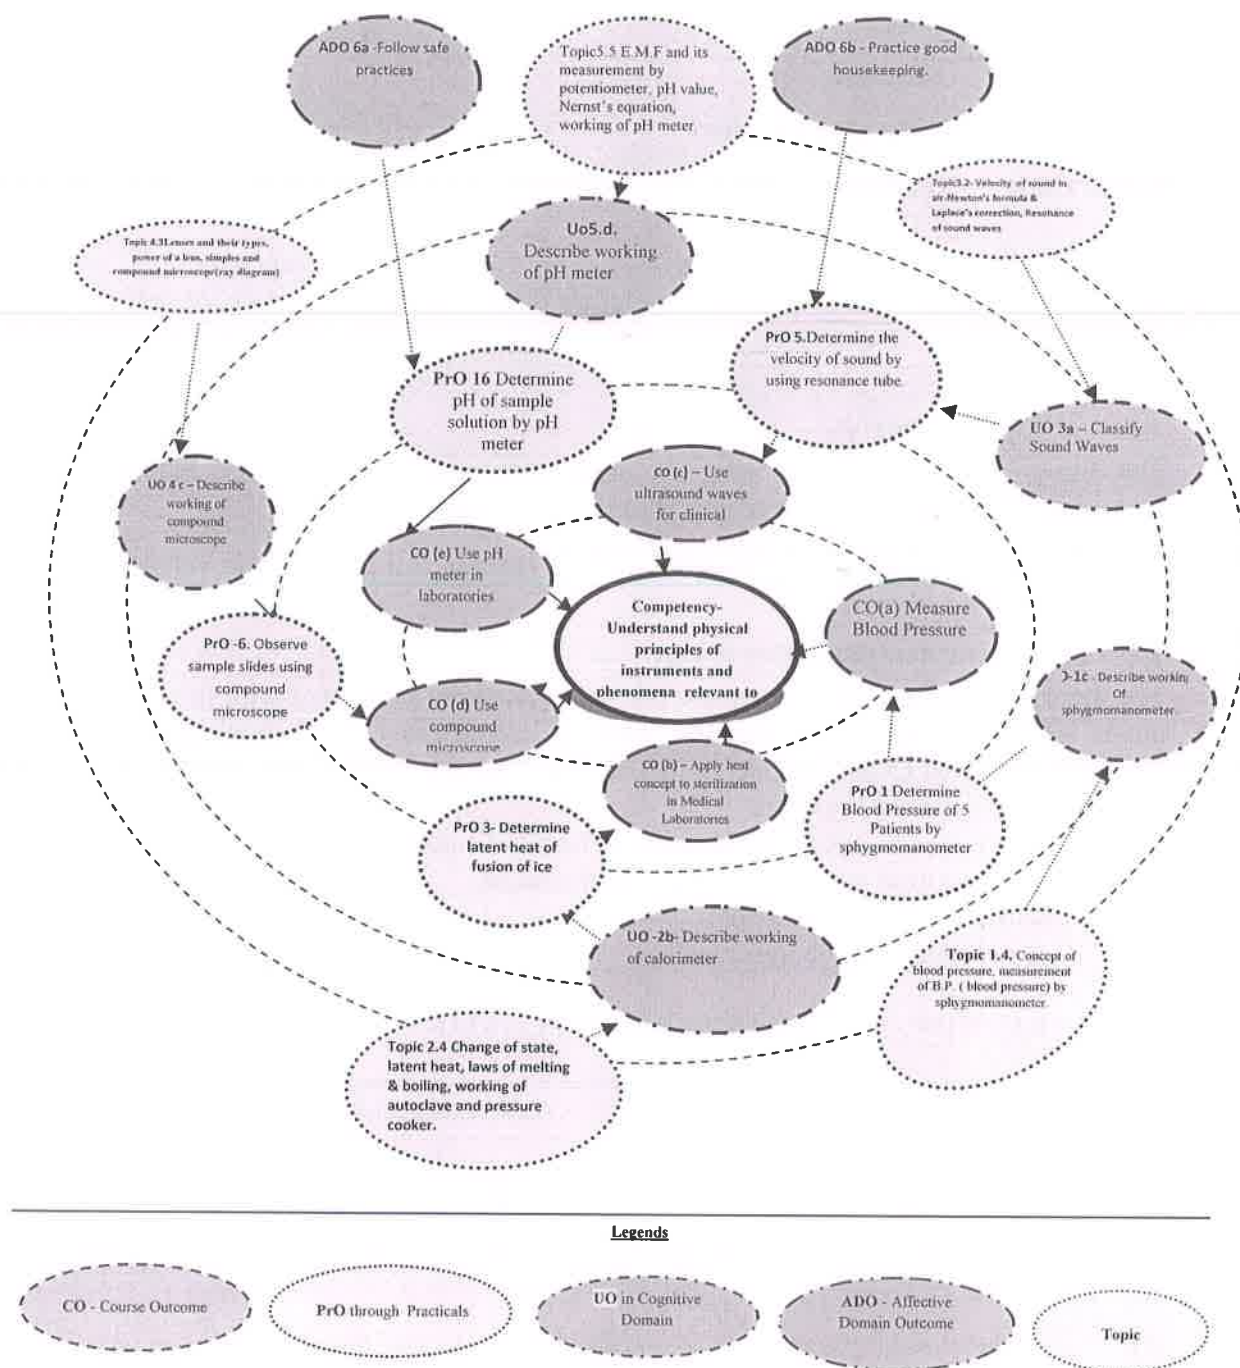 ADO 6a -Follow safe
practices
Topic5.5 E.M.F and its
measurement by
potentiometer, pH value,
Nernst's equation,
working of pH meter
ADO 6b - Practice good
housekeeping.
Topic3.2- Velocity of sound in
air-Newton's formula &
Laplace's correction, Resonance
of sound waves
Topic 4.3Lenses and their types,
power of a lens, simples and
compound microscope(ray diagram)
Uo5.d.
Describe working
of pH meter
PrO 5.Determine the
velocity of sound by
using resonance tube
PrO 16 Determine
pH of sample
solution by pH
meter
UO 3a – Classify
Sound Waves
CO (c) – Use
ultrasound waves
for clinical
UO 4 c – Describe
working of
compound
microscope
CO (e) Use pH
meter in
laboratories
Competency-
Understand physical
principles of
instruments and
phenomena relevant to
CO(a) Measure
Blood Pressure
PrO -6. Observe
sample slides using
compound
microscope
-1c - Describe working
Of
sphygmomanometer
CO (d) Use
compound
microscope
CO (b) – Apply heat
concept to sterilization
in Medical
Laboratories
PrO 1 Determine
Blood Pressure of 5
Patients by
sphygmomanometer
PrO 3- Determine
latent heat of
fusion of ice
UO -2b- Describe working
of calorimeter
Topic 1.4. Concept of
blood pressure, measurement
of B.P. ( blood pressure) by
sphygmomanometer.
Topic 2.4 Change of state,
latent heat, laws of melting
& boiling, working of
autoclave and pressure
cooker.
Legends
CO - Course Outcome
PrO through Practicals
UO in Cognitive
Domain
ADO - Affective
Domain Outcome
Topic